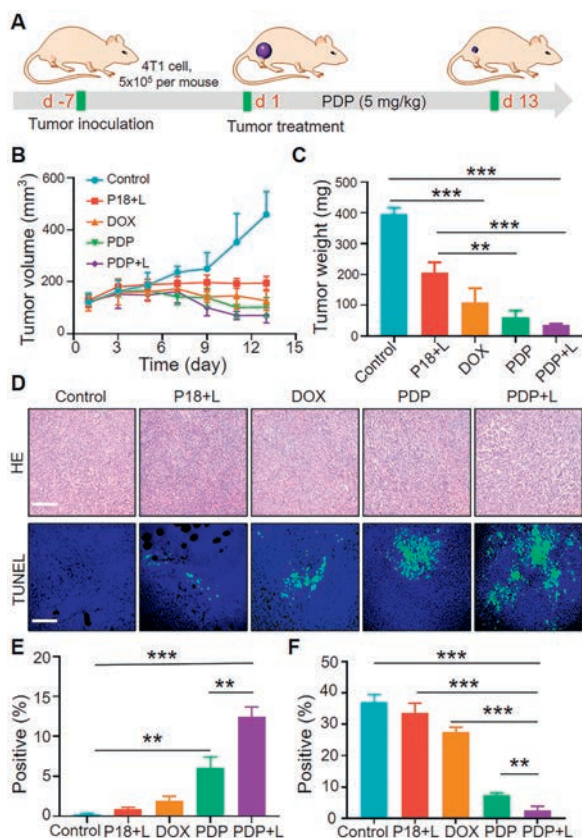 A
4T1 cell,
5x10⁵ per mouse
d -7
d 1
PDP (5 mg/kg)
d 13
Tumor inoculation
Tumor treatment
B
Tumor volume (mm³)
600
400
200
0
0 3 6 9 12 15
Time (day)
Control
P18+L
DOX
PDP
PDP+L
C
Tumor weight (mg)
500
400
300
200
100
0
***
***
***
**
Control
P18+L
DOX
PDP
PDP+L
D
Control P18+L DOX PDP PDP+L
HE
TUNEL
E
Positive (%)
20
15
10
5
0
***
**
**
Control P18+L DOX PDP PDP+L
F
Positive (%)
50
40
30
20
10
0
***
***
***
**
Control P18+L DOX PDP PDP+L